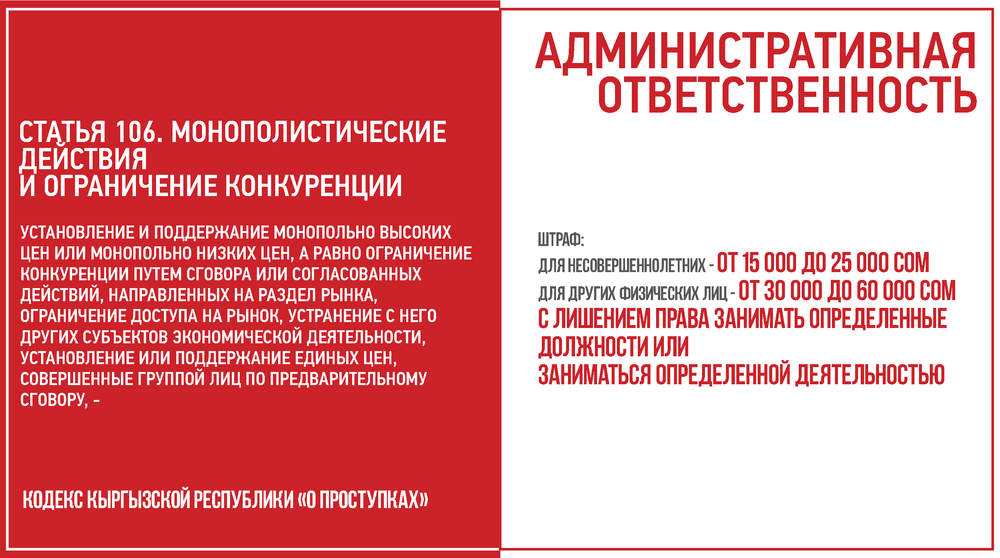 СТАТЬЯ 106. МОНОПОЛИСТИЧЕСКИЕ
ДЕЙСТВИЯ
И ОГРАНИЧЕНИЕ КОНКУРЕНЦИИ
УСТАНОВЛЕНИЕ И ПОДДЕРЖАНИЕ МОНОПОЛЬНО ВЫСОКИХ
ЦЕН ИЛИ МОНОПОЛЬНО НИЗКИХ ЦЕН, А РАВНО ОГРАНИЧЕНИЕ
КОНКУРЕНЦИИ ПУТЕМ СГОВОРА ИЛИ СОГЛАСОВАННЫХ
ДЕЙСТВИЙ, НАПРАВЛЕННЫХ НА РАЗДЕЛ РЫНКА,
ОГРАНИЧЕНИЕ ДОСТУПА НА РЫНОК, УСТРАНЕНИЕ С НЕГО
ДРУГИХ СУБЪЕКТОВ ЭКОНОМИЧЕСКОЙ ДЕЯТЕЛЬНОСТИ,
УСТАНОВЛЕНИЕ ИЛИ ПОДДЕРЖАНИЕ ЕДИНЫХ ЦЕН,
СОВЕРШЕННЫЕ ГРУППОЙ ЛИЦ ПО ПРЕДВАРИТЕЛЬНОМУ
СГОВОРУ, -
КОДЕКС КЫРГЫЗСКОЙ РЕСПУБЛИКИ «О ПРОСТУПКАХ»
АДМИНИСТРАТИВНАЯ
ОТВЕТСТВЕННОСТЬ
ШТРАФ:
ДЛЯ НЕСОВЕРШЕННОЛЕТНИХ - ОТ 15 000 ДО 25 000 СОМ
ДЛЯ ДРУГИХ ФИЗИЧЕСКИХ ЛИЦ - ОТ 30 000 ДО 60 000 СОМ
С ЛИШЕНИЕМ ПРАВА ЗАНИМАТЬ ОПРЕДЕЛЕННЫЕ
ДОЛЖНОСТИ ИЛИ
ЗАНИМАТЬСЯ ОПРЕДЕЛЕННОЙ ДЕЯТЕЛЬНОСТЬЮ